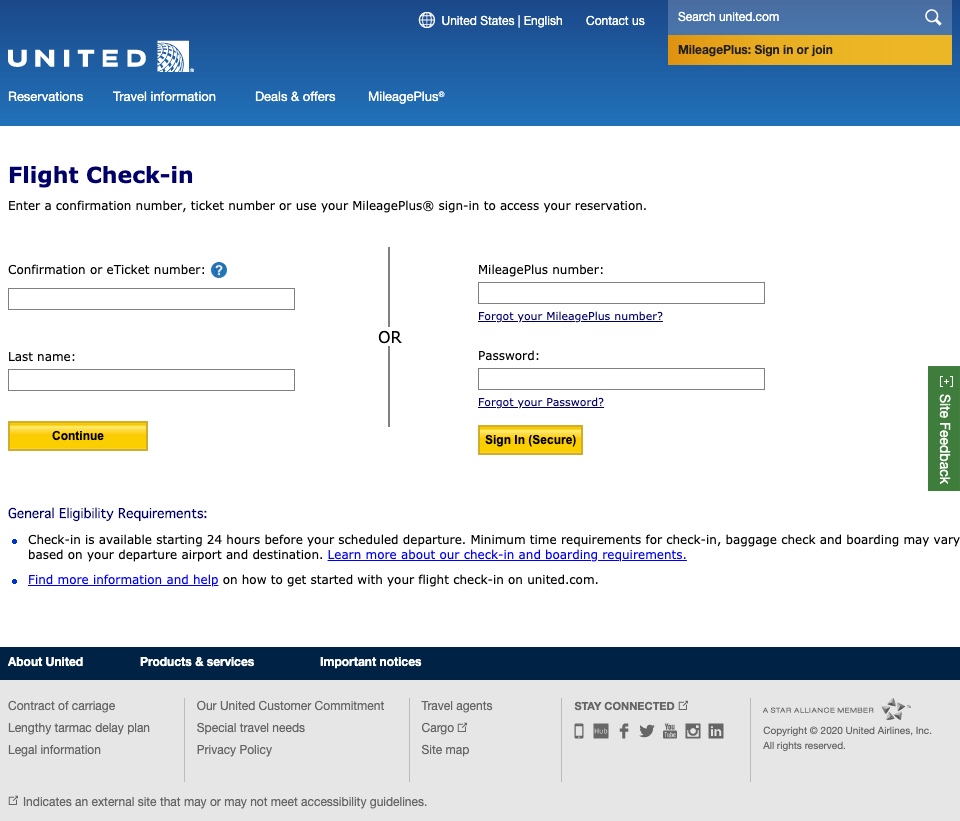 United States | English
Contact us
Search united.com
MileagePlus: Sign in or join
UNITED
Reservations
Travel information
Deals & offers
MileagePlus®
Flight Check-in
Enter a confirmation number, ticket number or use your MileagePlus® sign-in to access your reservation.
Confirmation or eTicket number: ?
Last name:
Continue
OR
MileagePlus number:
Forgot your MileagePlus number?
Password:
Forgot your Password?
Sign In (Secure)
[+] Site Feedback
General Eligibility Requirements:
Check-in is available starting 24 hours before your scheduled departure. Minimum time requirements for check-in, baggage check and boarding may vary
based on your departure airport and destination. Learn more about our check-in and boarding requirements.
Find more information and help on how to get started with your flight check-in on united.com.
About United
Products & services
Important notices
Contract of carriage
Lengthy tarmac delay plan
Legal information
Our United Customer Commitment
Special travel needs
Privacy Policy
Travel agents
Cargo
Site map
STAY CONNECTED
Hub
You
Tube
in
A STAR ALLIANCE MEMBER ™
Copyright © 2020 United Airlines, Inc.
All rights reserved.
Indicates an external site that may or may not meet accessibility guidelines.